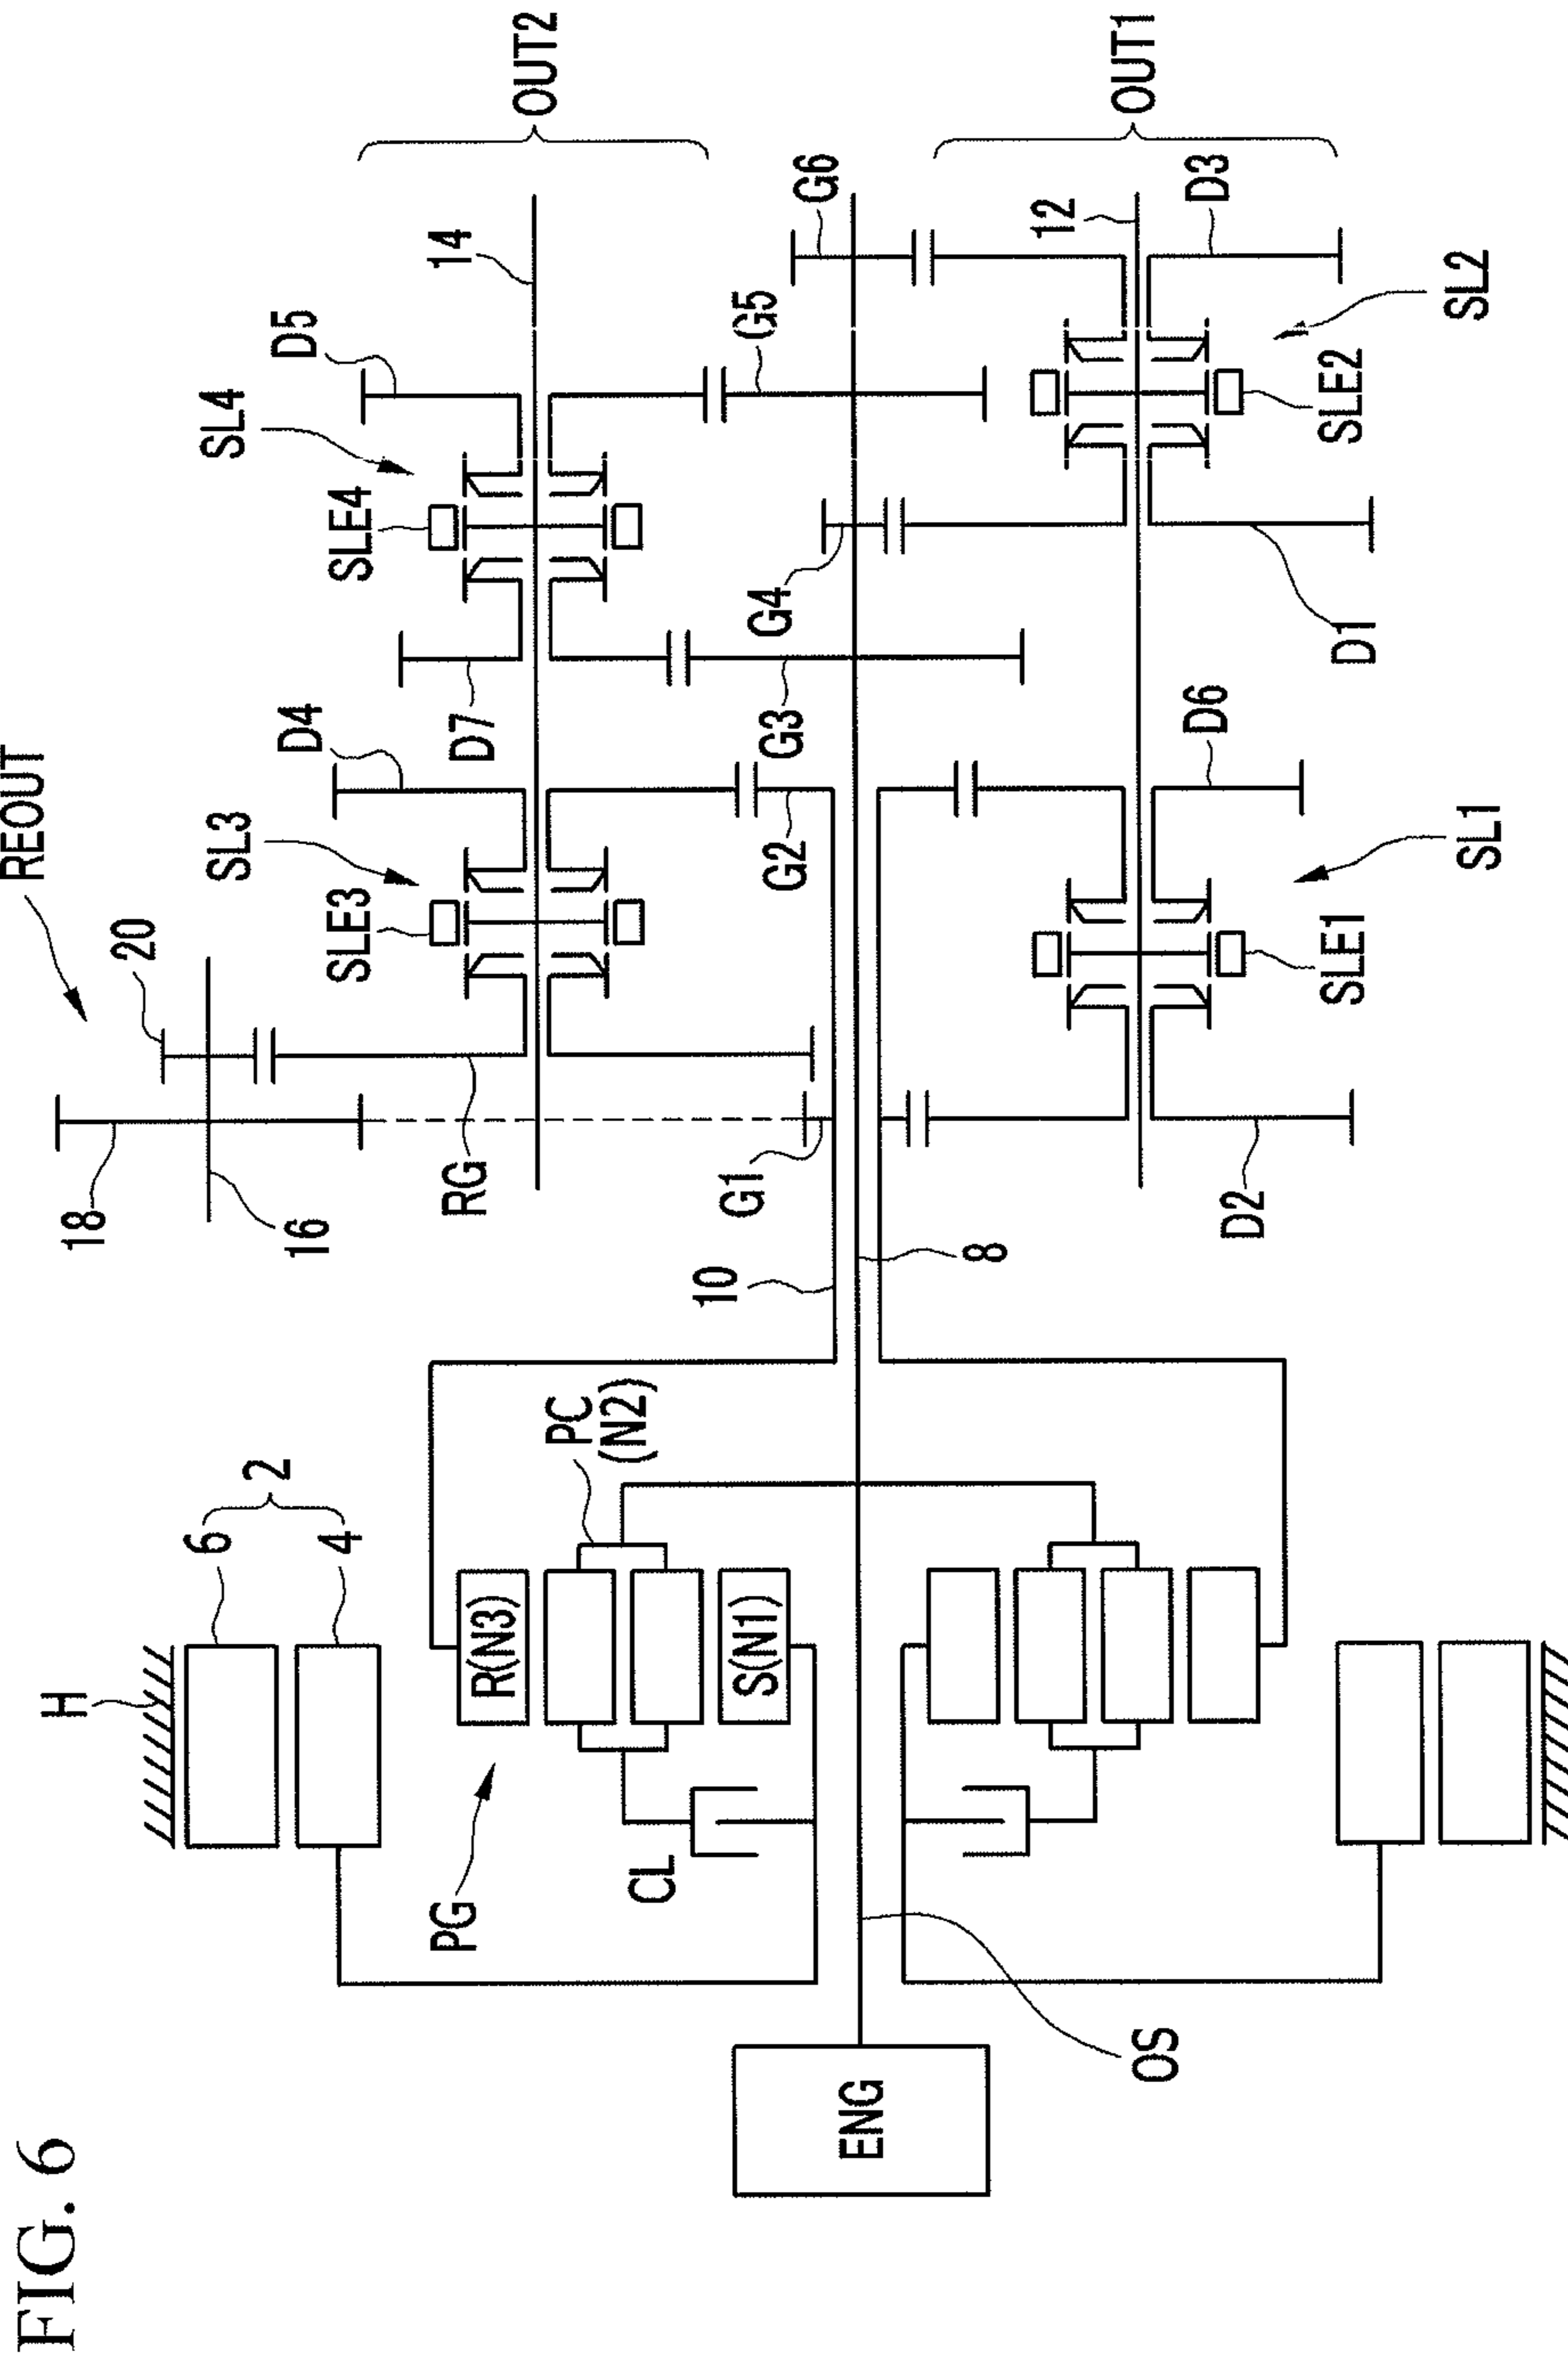 FIG. 6
REOUT
18
16
20
RG
SL3
SLE3
D4
D7
SL4
SLE4
D5
14
OUT2
H
6
4
2
PG
CL
R(N3)
S(N1)
PC
(N2)
10
8
G1
G2
G3
G4
G5
G6
ENG
OS
D2
SLE1
SL1
D6
D1
SLE2
SL2
D3
12
OUT1